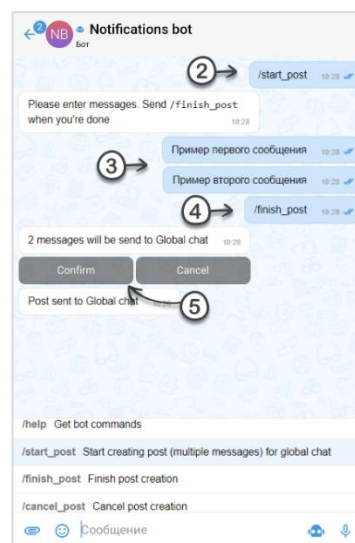 2
NB
Notifications bot
Бот
2
/start_post 10:28
Please enter messages. Send /finish_post
when you're done
10:28
Пример первого сообщения 10:28
3
Пример второго сообщения 10:28
4
/finish_post 10:28
2 messages will be send to Global chat 10:28
Confirm Cancel
Post sent to Global chat
5
/help Get bot commands
/start_post Start creating post (multiple messages) for global chat
/finish_post Finish post creation
/cancel_post Cancel post creation
Сообщение